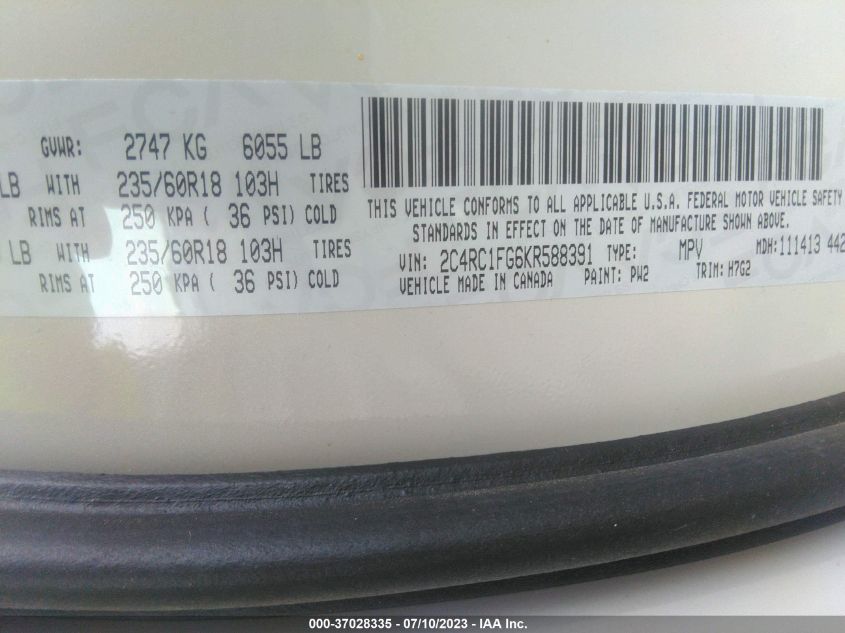 GVWR: 2747 KG 6055 LB
LB WITH 235/60R18 103H TIRES
RIMS AT 250 KPA ( 36 PSI) COLD
LB WITH 235/60R18 103H TIRES
RIMS AT 250 KPA ( 36 PSI) COLD
THIS VEHICLE CONFORMS TO ALL APPLICABLE U.S.A. FEDERAL MOTOR VEHICLE SAFETY
STANDARDS IN EFFECT ON THE DATE OF MANUFACTURE SHOWN ABOVE.
VIN: 2C4RC1FG6KR588391 TYPE: MPV MDH:111413 442
VEHICLE MADE IN CANADA PAINT: PW2 TRIM: H7G2
000-37028335 - 07/10/2023 - IAA Inc.